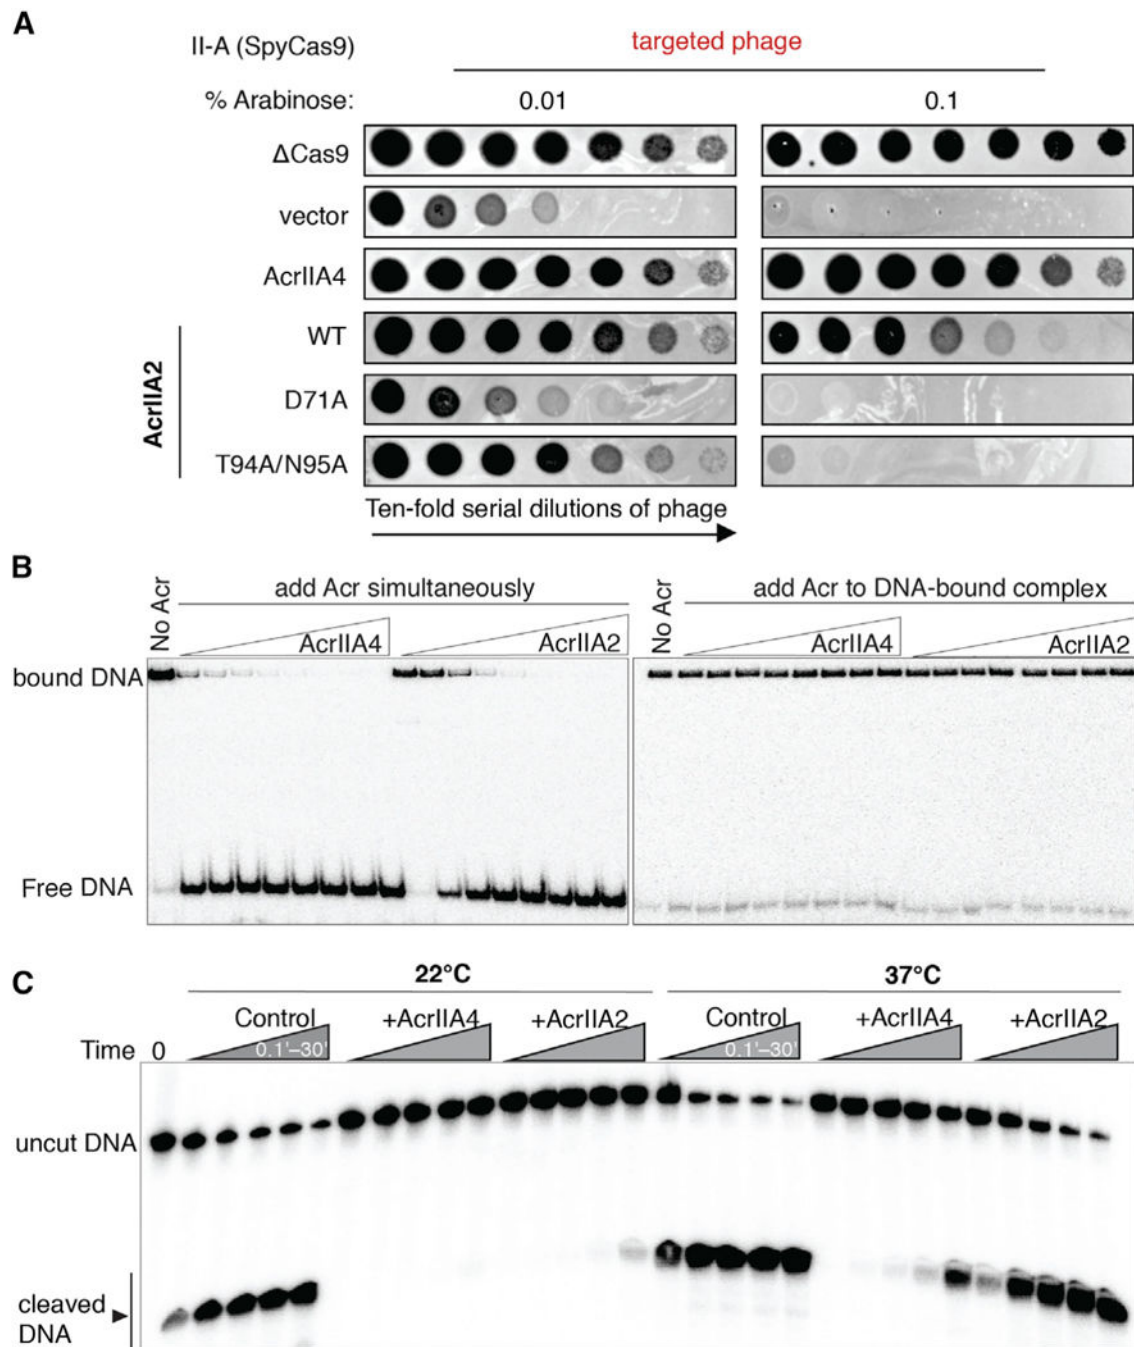 A
II-A (SpyCas9)
targeted phage
% Arabinose:
0.01
0.1
ΔCas9
vector
AcrIIA4
AcrIIA2
WT
D71A
T94A/N95A
Ten-fold serial dilutions of phage
B
No Acr
add Acr simultaneously
AcrIIA4
AcrIIA2
No Acr
add Acr to DNA-bound complex
AcrIIA4
AcrIIA2
bound DNA
Free DNA
C
22°C
37°C
Control
+AcrIIA4
+AcrIIA2
Control
+AcrIIA4
+AcrIIA2
Time
0
0.1'–30'
0.1'–30'
uncut DNA
cleaved
DNA